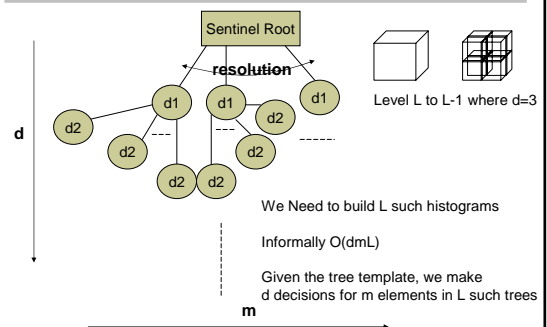 Sentinel Root
resolution
d1
d1
d1
d2
d2
d2
d2
d2
d2
d2
Level L to L-1 where d=3
d
We Need to build L such histograms
Informally O(dmL)
Given the tree template, we make
d decisions for m elements in L such trees
m